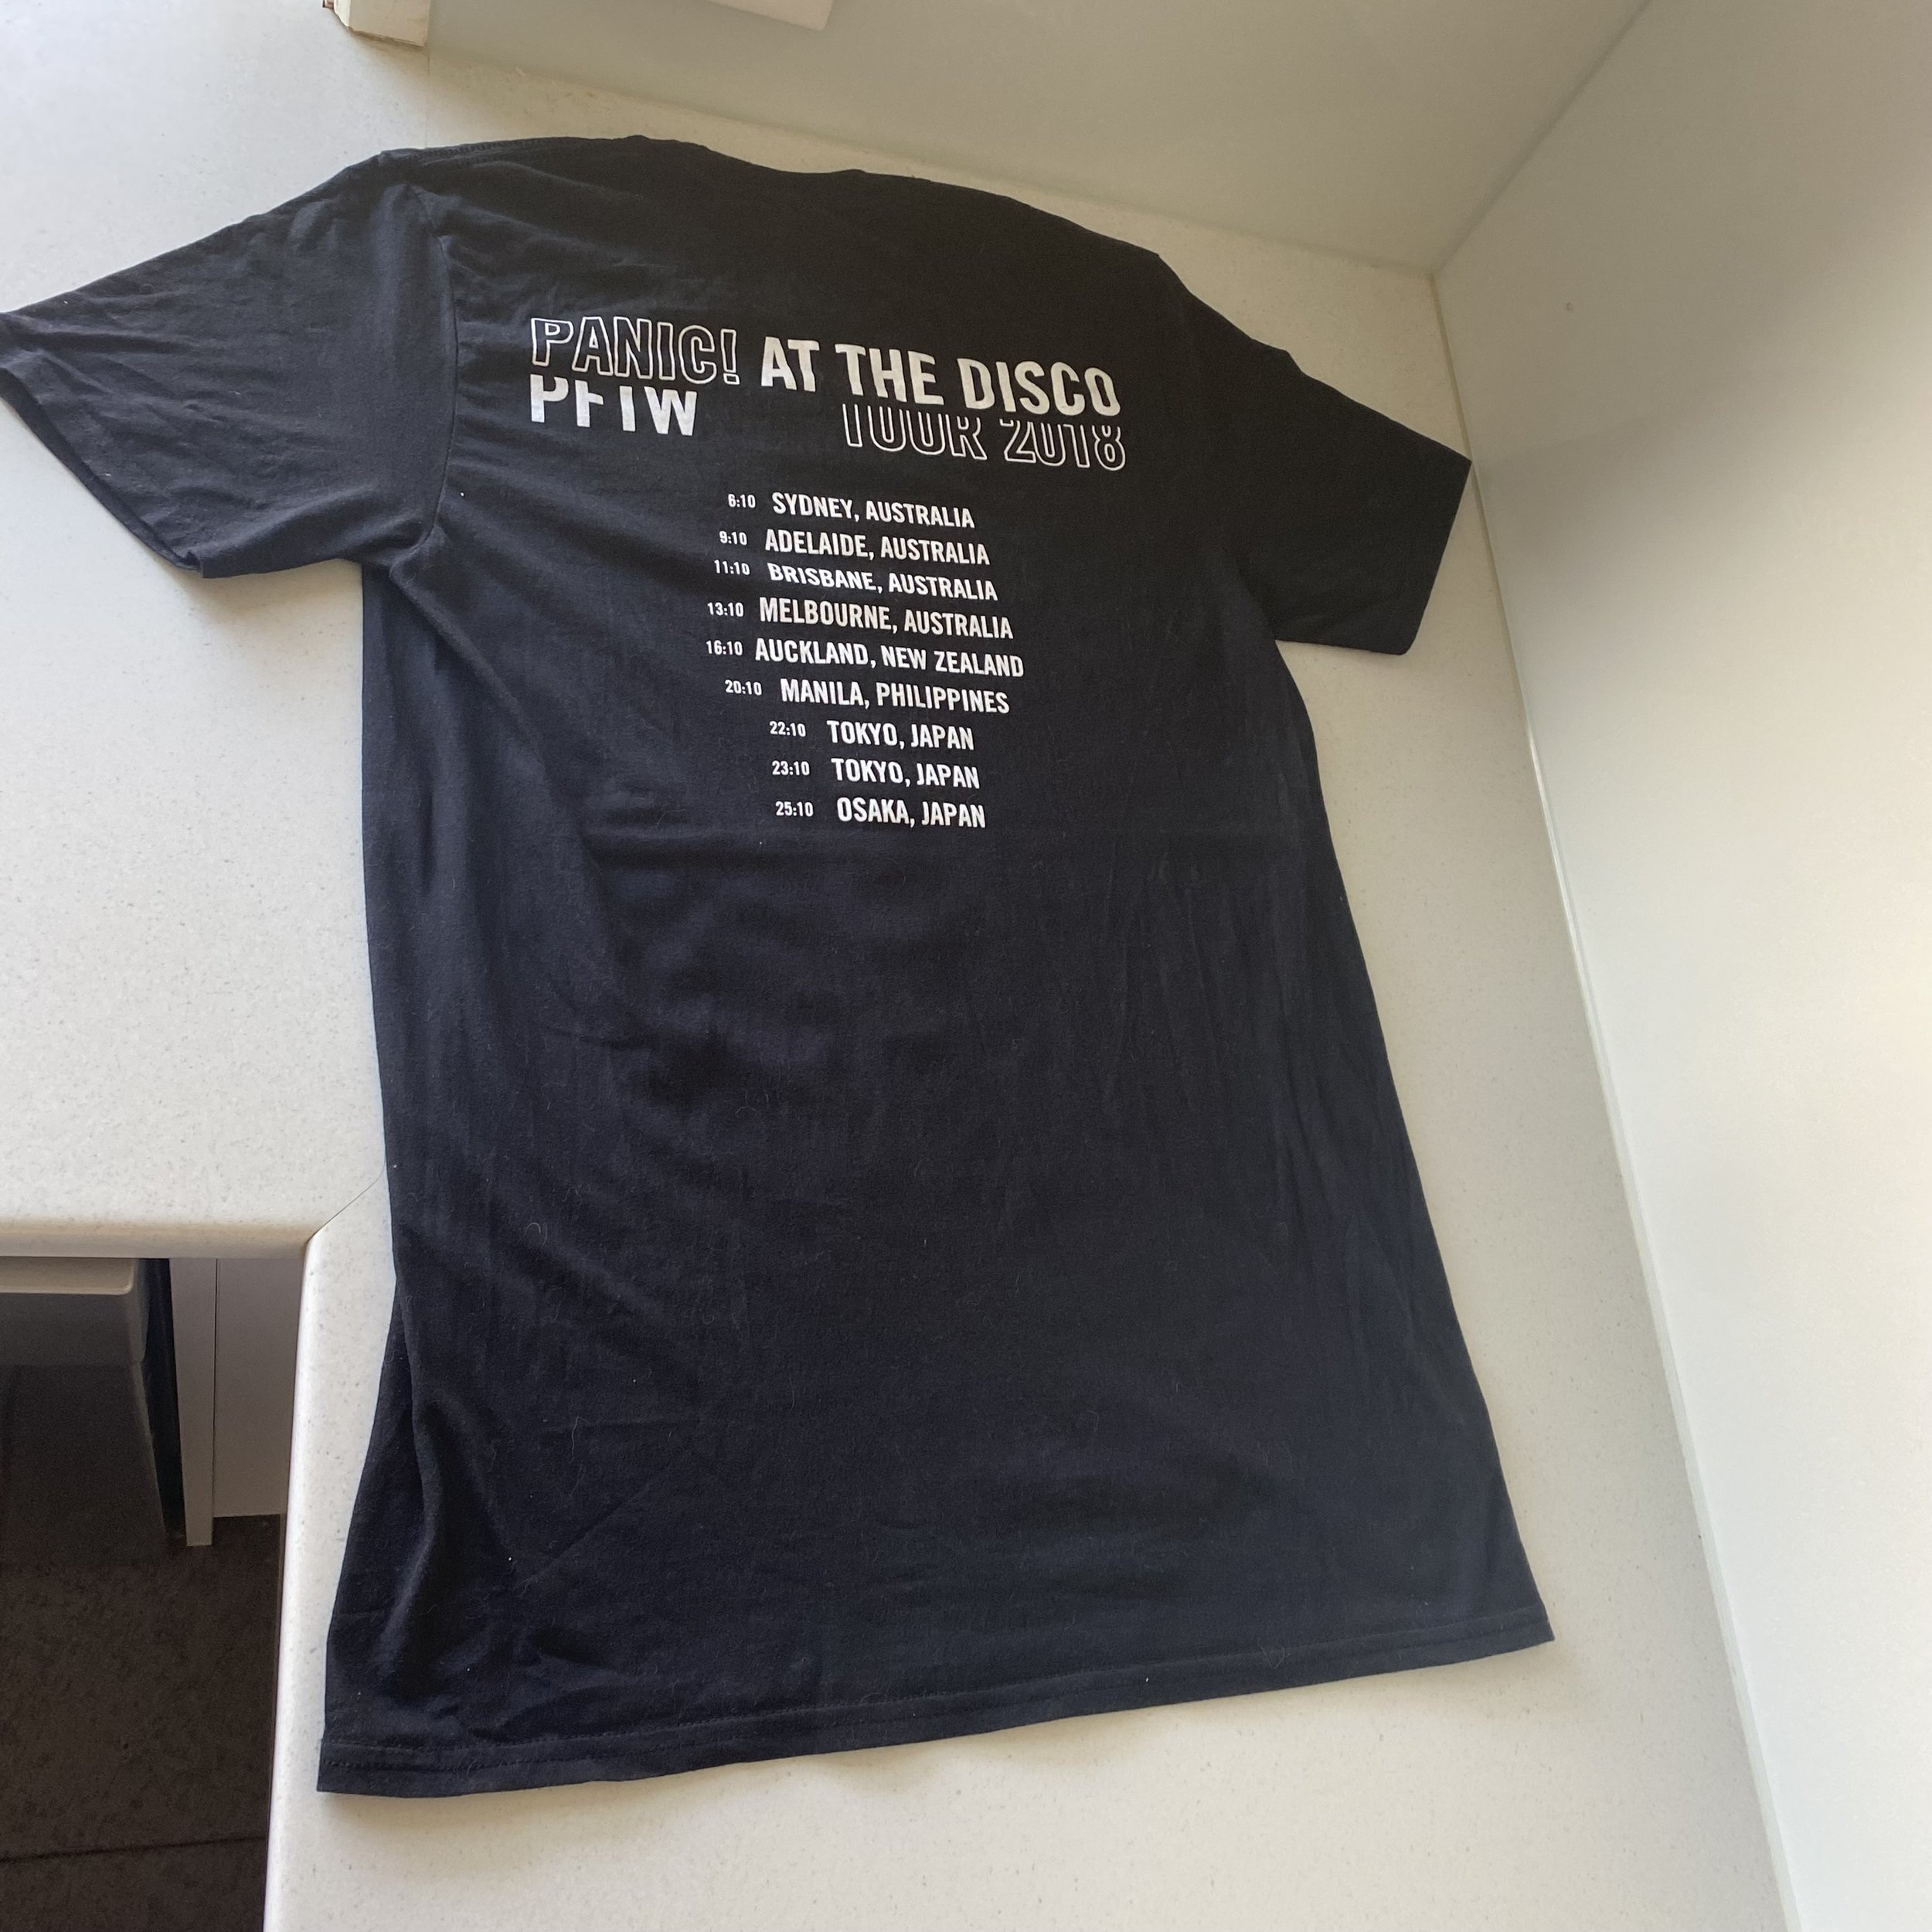 PANIC! AT THE DISCO
PFTW TOUR 2018
6:10 SYDNEY, AUSTRALIA
9:10 ADELAIDE, AUSTRALIA
11:10 BRISBANE, AUSTRALIA
13:10 MELBOURNE, AUSTRALIA
16:10 AUCKLAND, NEW ZEALAND
20:10 MANILA, PHILIPPINES
22:10 TOKYO, JAPAN
23:10 TOKYO, JAPAN
25:10 OSAKA, JAPAN